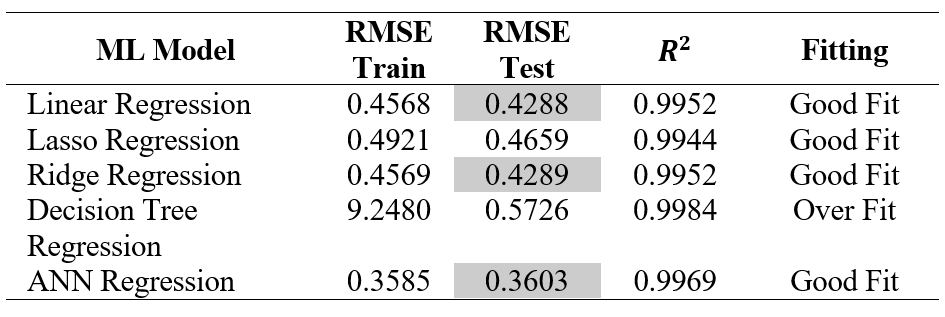 ML Model RMSE Train RMSE Test R² Fitting
Linear Regression 0.4568 0.4288 0.9952 Good Fit
Lasso Regression 0.4921 0.4659 0.9944 Good Fit
Ridge Regression 0.4569 0.4289 0.9952 Good Fit
Decision Tree 9.2480 0.5726 0.9984 Over Fit
Regression
ANN Regression 0.3585 0.3603 0.9969 Good Fit